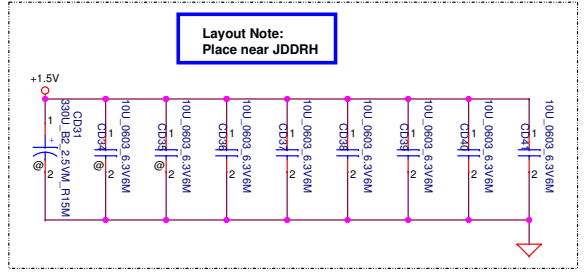 Layout Note:
Place near JDDRH
+1.5V
1
+
2
@
CD31
330U_B2_2.5VM_R15M
1
2
@
CD34
10U_0603_6.3V6M
1
2
@
CD35
10U_0603_6.3V6M
1
2
CD36
10U_0603_6.3V6M
1
2
CD37
10U_0603_6.3V6M
1
2
CD38
10U_0603_6.3V6M
1
2
CD39
10U_0603_6.3V6M
1
2
CD40
10U_0603_6.3V6M
1
2
CD41
10U_0603_6.3V6M